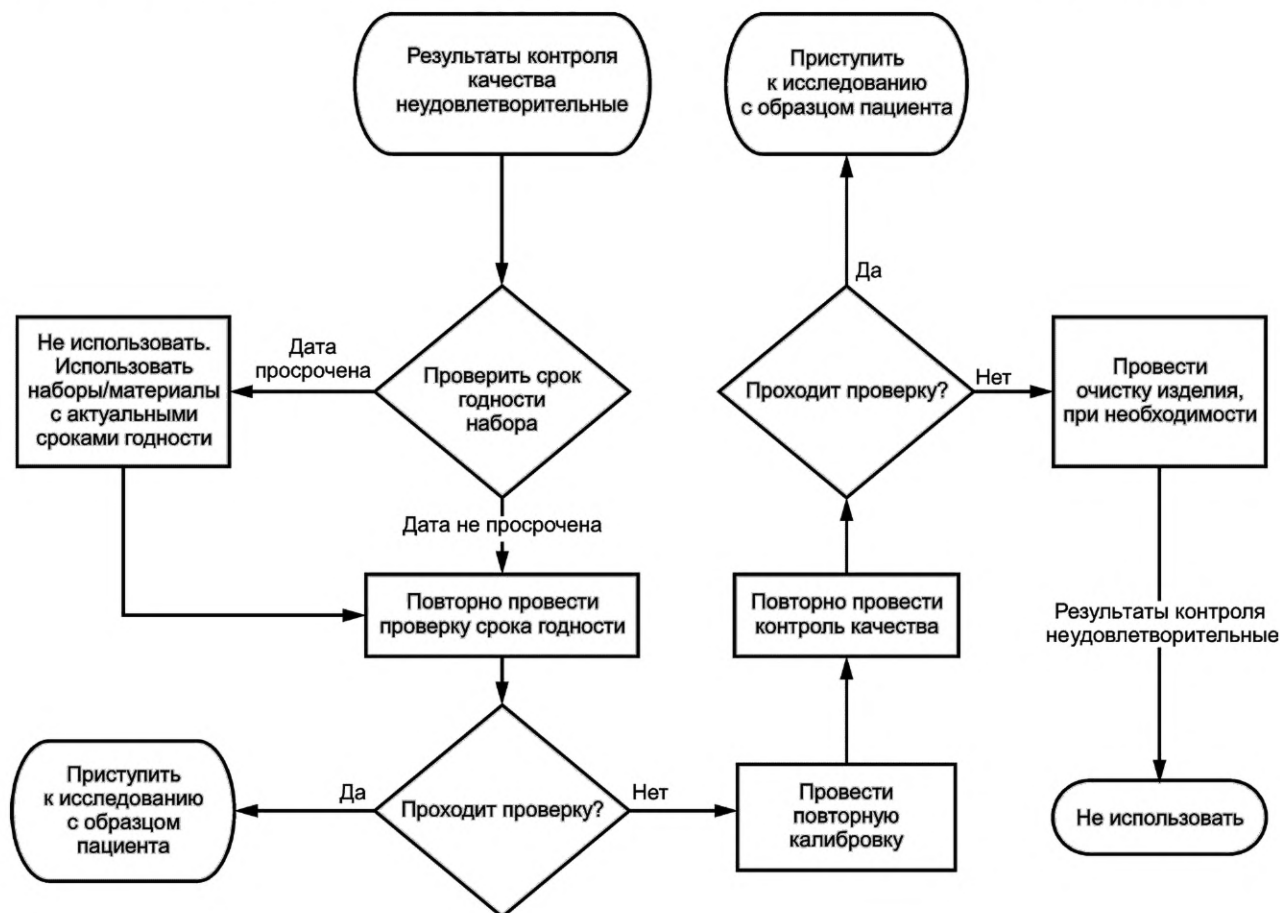 Результаты контроля
качества
неудовлетворительные
Приступить
к исследованию
с образцом пациента
Да
Не использовать.
Использовать
наборы/материалы
с актуальными
сроками годности
Дата
просрочена
Проверить срок
годности
набора
Проходит проверку?
Нет
Провести
очистку изделия,
при необходимости
Дата не просрочена
Повторно провести
проверку срока годности
Повторно провести
контроль качества
Результаты контроля
неудовлетворительные
Приступить
к исследованию
с образцом
пациента
Да
Проходит проверку?
Нет
Провести
повторную
калибровку
Не использовать